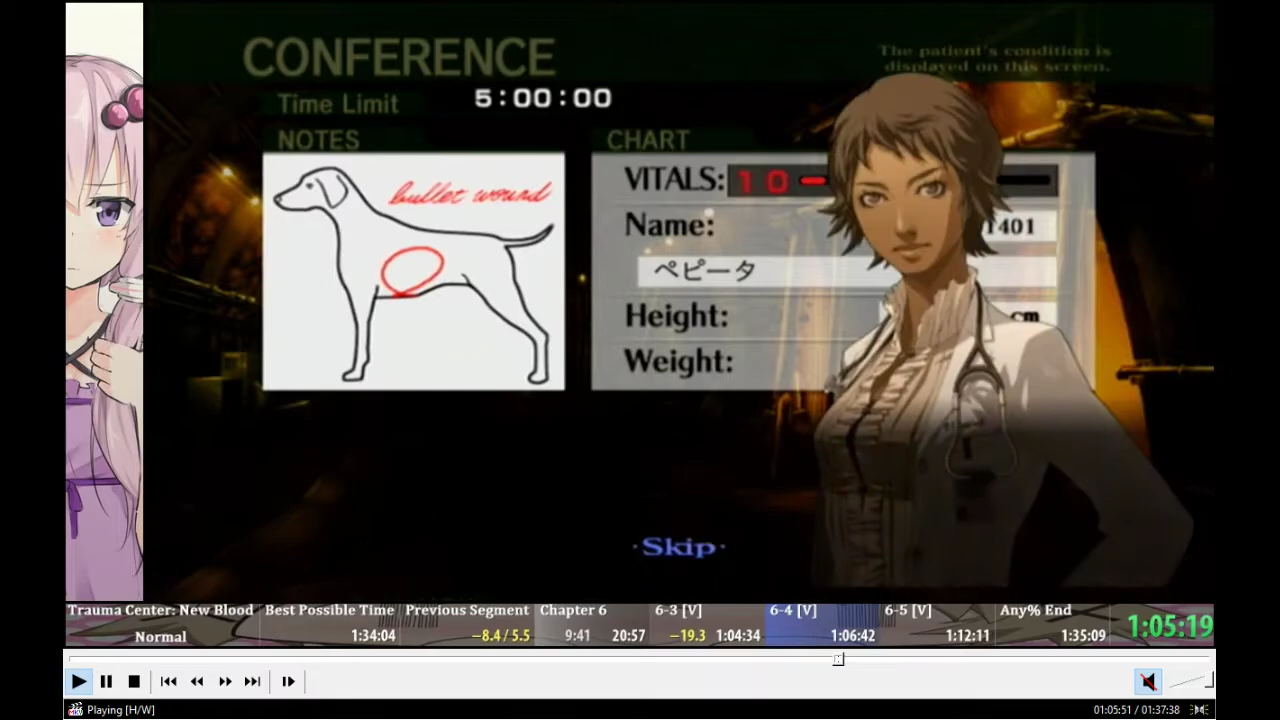 CONFERENCE
The patient's condition is
displayed on this screen.
Time Limit 5:00:00
NOTES
bullet wound
CHART
VITALS: 10
Name: 1401
ペピータ
Height: cm
Weight:
Skip
Trauma Center: New Blood Best Possible Time Previous Segment Chapter 6 6-3 [V] 6-4 [V] 6-5 [V] Any% End
Normal 1:34:04 −8.4 / 5.5 9:41 20:57 −19.3 1:04:34 1:06:42 1:12:11 1:35:09
1:05:19
Playing [H/W]
01:05:51 / 01:37:38